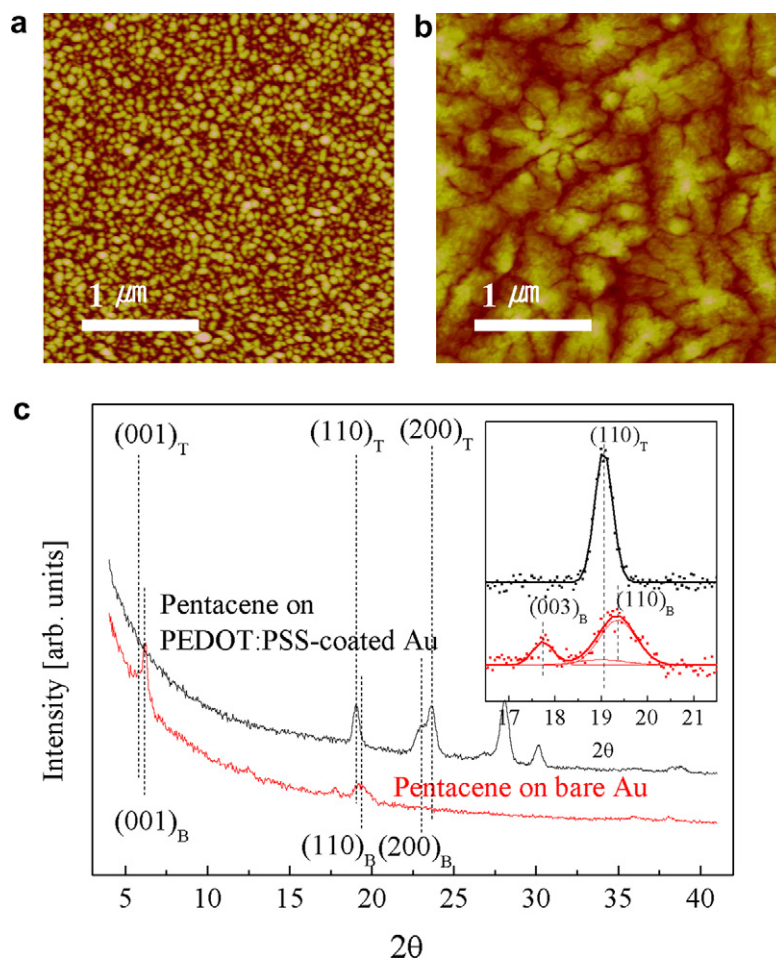 a
b
1 μm
1 μm
c
(001)T
(110)T
(200)T
(110)T
(003)B
(110)B
17 18 19 20 21
2θ
Pentacene on
PEDOT:PSS-coated Au
Pentacene on bare Au
(001)B
(110)B
(200)B
Intensity [arb. units]
5 10 15 20 25 30 35 40
2θ